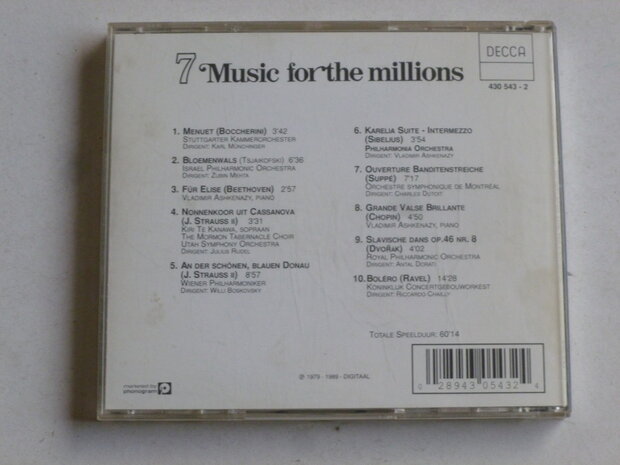 7 Music for the millions
DECCA
430 543 - 2
1. MENUET (BOCCHERINI) 3'42
STUTTGARTER KAMMERORCHESTER
DIRIGENT: KARL MÜNCHINGER
2. BLOEMENWALS (TSJAIKOFSKI) 6'36
ISRAEL PHILHARMONIC ORCHESTRA
DIRIGENT: ZUBIN MEHTA
3. FÜR ELISE (BEETHOVEN) 2'57
VLADIMIR ASHKENAZY, PIANO
4. NONNENKOOR UIT CASSANOVA
(J. STRAUSS II) 3'31
KIRI TE KANAWA, SOPRAAN
THE MORMON TABERNACLE CHOIR
UTAH SYMPHONY ORCHESTRA
DIRIGENT: JULIUS RUDEL
5. AN DER SCHÖNEN, BLAUEN DONAU
(J. STRAUSS II) 8'57
WIENER PHILHARMONIKER
DIRIGENT: WILLI BOSKOVSKY
6. KARELIA SUITE - INTERMEZZO
(SIBELIUS) 3'54
PHILHARMONIA ORCHESTRA
DIRIGENT: VLADIMIR ASHKENAZY
7. OUVERTURE BANDITENSTREICHE
(SUPPÉ) 7'17
ORCHESTRE SYMPHONIQUE DE MONTRÉAL
DIRIGENT: CHARLES DUTOIT
8. GRANDE VALSE BRILLANTE
(CHOPIN) 4'50
VLADIMIR ASHKENAZY, PIANO
9. SLAVISCHE DANS OP.46 NR. 8
(DVOŘAK) 4'02
ROYAL PHILHARMONIC ORCHESTRA
DIRIGENT: ANTAL DORATI
10. BOLÉRO (RAVEL) 14'28
KONINKLIJK CONCERTGEBOUWORKEST
DIRIGENT: RICCARDO CHAILLY
TOTALE SPEELDUUR: 60'14
marketed by
phonogram
℗ 1979 - 1989 - DIGITAAL
0 28943 05432 4